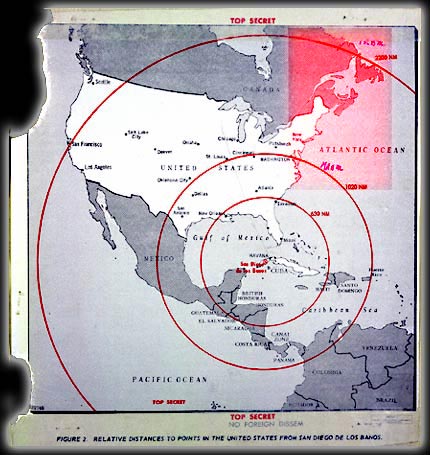 TOP SECRET
2200 NM
CANADA
Seattle
San Francisco
Salt Lake City
Denver
Omaha
Chicago
Pittsburgh
New York
Cincinnati
WASHINGTON
St. Louis
UNITED STATES
ATLANTIC OCEAN
Los Angeles
Oklahoma City
Dallas
Atlanta
1020 NM
Savannah
San Antonio
New Orleans
630 NM
Gulf of Mexico
Miami
MEXICO
HAVANA
San Diego de los Banos
CUBA
Puerto Rico
HAITI
SANTO DOMINGO
BRITISH HONDURAS
HONDURAS
GUATEMALA
EL SALVADOR
NICARAGUA
Caribbean Sea
COSTA RICA
CANAL ZONE
PANAMA
VENEZUELA
COLOMBIA
PACIFIC OCEAN
ECUADOR
BRAZIL
TOP SECRET
TOP SECRET
NO FOREIGN DISSEM
FIGURE 2. RELATIVE DISTANCES TO POINTS IN THE UNITED STATES FROM SAN DIEGO DE LOS BANOS.